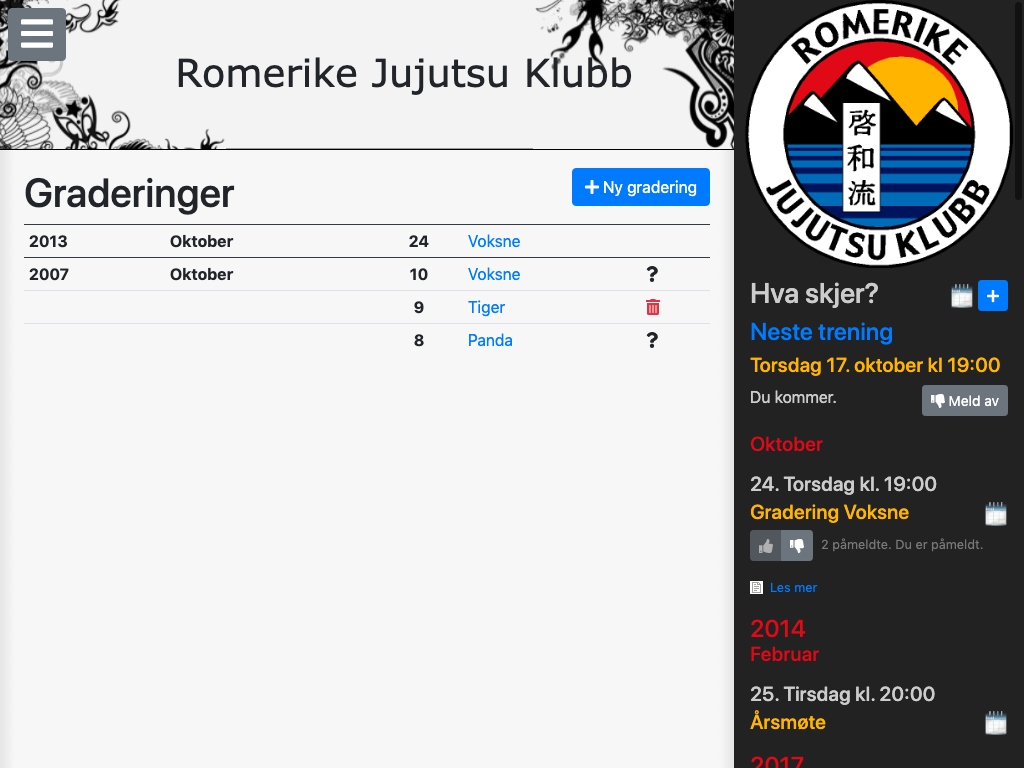 Romerike Jujutsu Klubb
Graderinger
Ny gradering
2013 Oktober 24 Voksne
2007 Oktober 10 Voksne ?
9 Tiger
8 Panda ?
ROMERIKE
啓和流
JUJUTSU KLUBB
Hva skjer?
Neste trening
Torsdag 17. oktober kl 19:00
Du kommer.
Meld av
Oktober
24. Torsdag kl. 19:00
Gradering Voksne
2 påmeldte. Du er påmeldt.
Les mer
2014
Februar
25. Tirsdag kl. 20:00
Årsmøte
2017